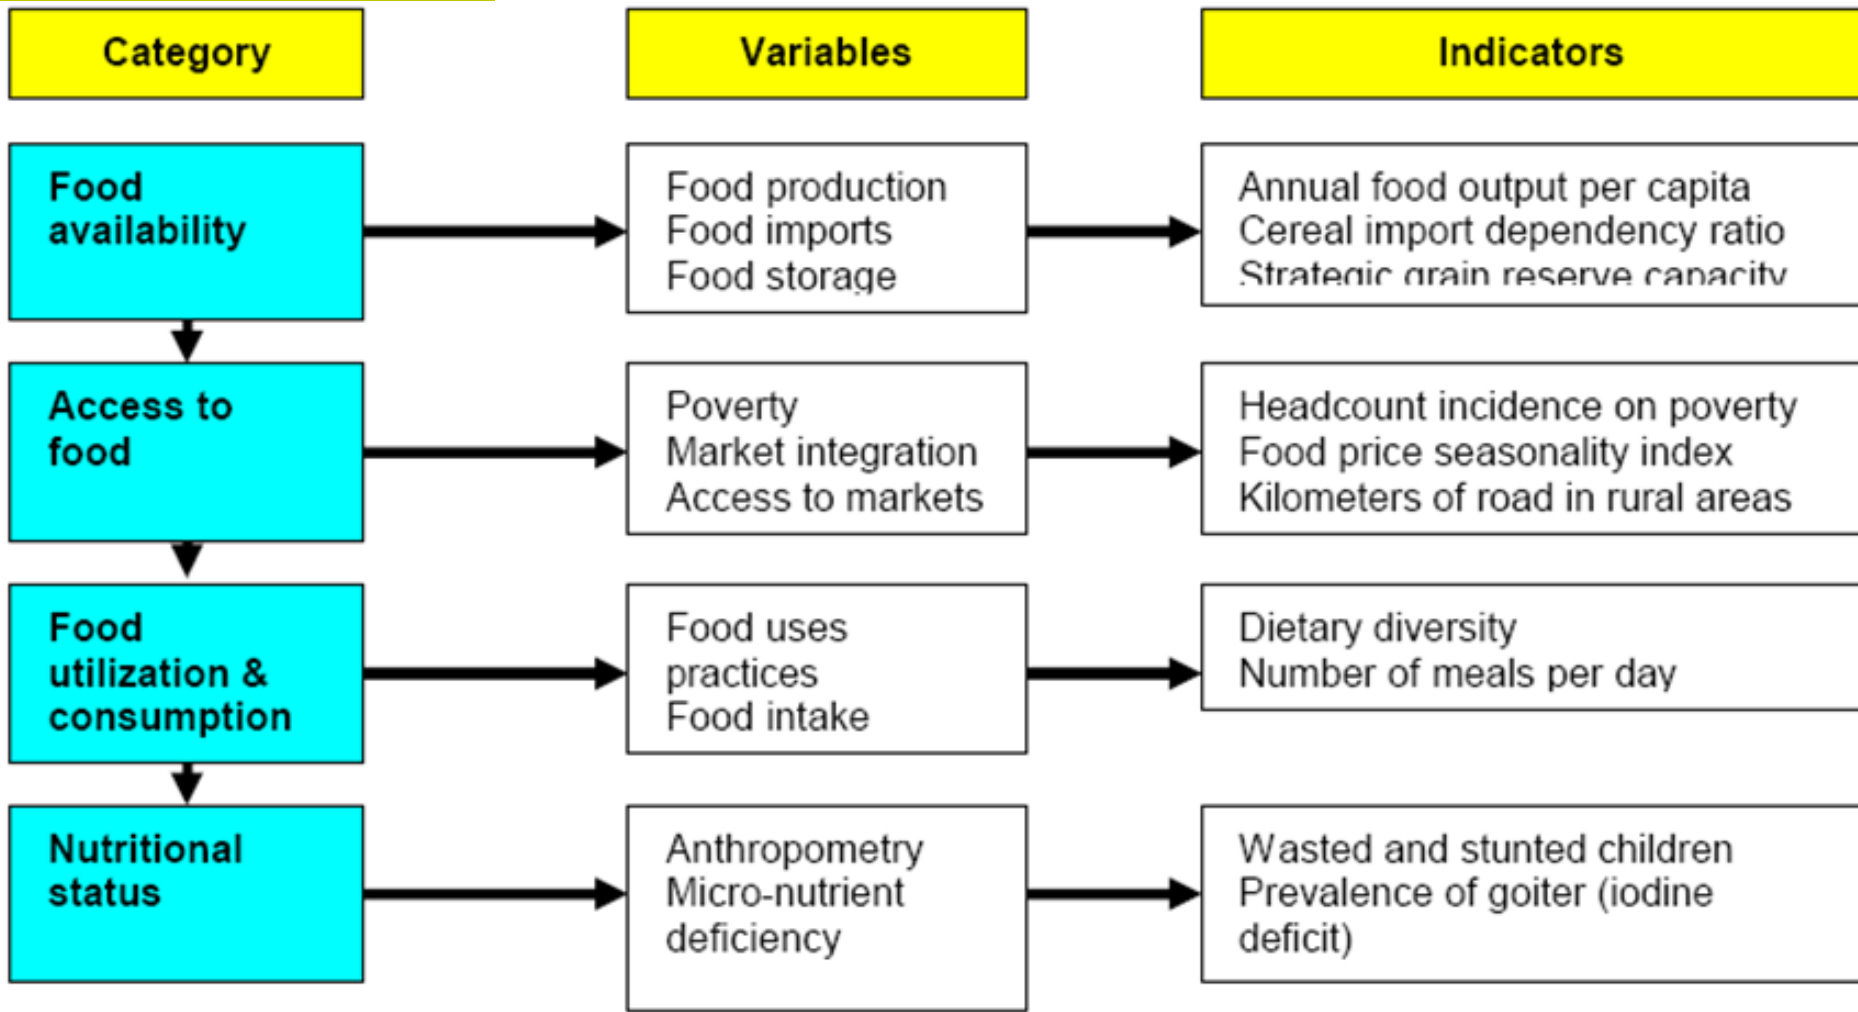 Category
Variables
Indicators
Food
availability
Food production
Food imports
Food storage
Annual food output per capita
Cereal import dependency ratio
Strategic grain reserve capacity
Access to
food
Poverty
Market integration
Access to markets
Headcount incidence on poverty
Food price seasonality index
Kilometers of road in rural areas
Food
utilization &
consumption
Food uses
practices
Food intake
Dietary diversity
Number of meals per day
Nutritional
status
Anthropometry
Micro-nutrient
deficiency
Wasted and stunted children
Prevalence of goiter (iodine
deficit)